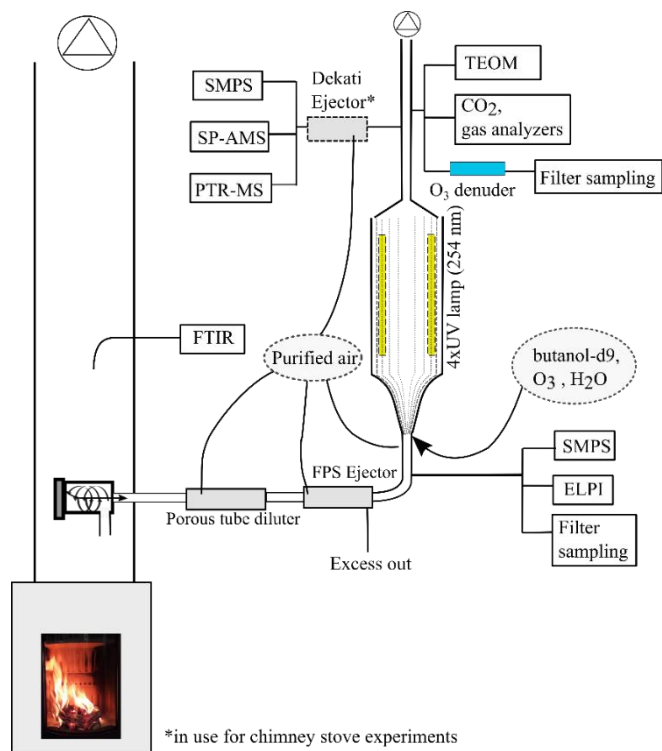 TEOM
CO2,
gas analyzers
O3 denuder
Filter sampling
Dekati
Ejector*
SMPS
SP-AMS
PTR-MS
4xUV lamp (254 nm)
FTIR
Purified air
butanol-d9,
O3 , H2O
SMPS
ELPI
Filter
sampling
FPS Ejector
Porous tube diluter
Excess out
*in use for chimney stove experiments